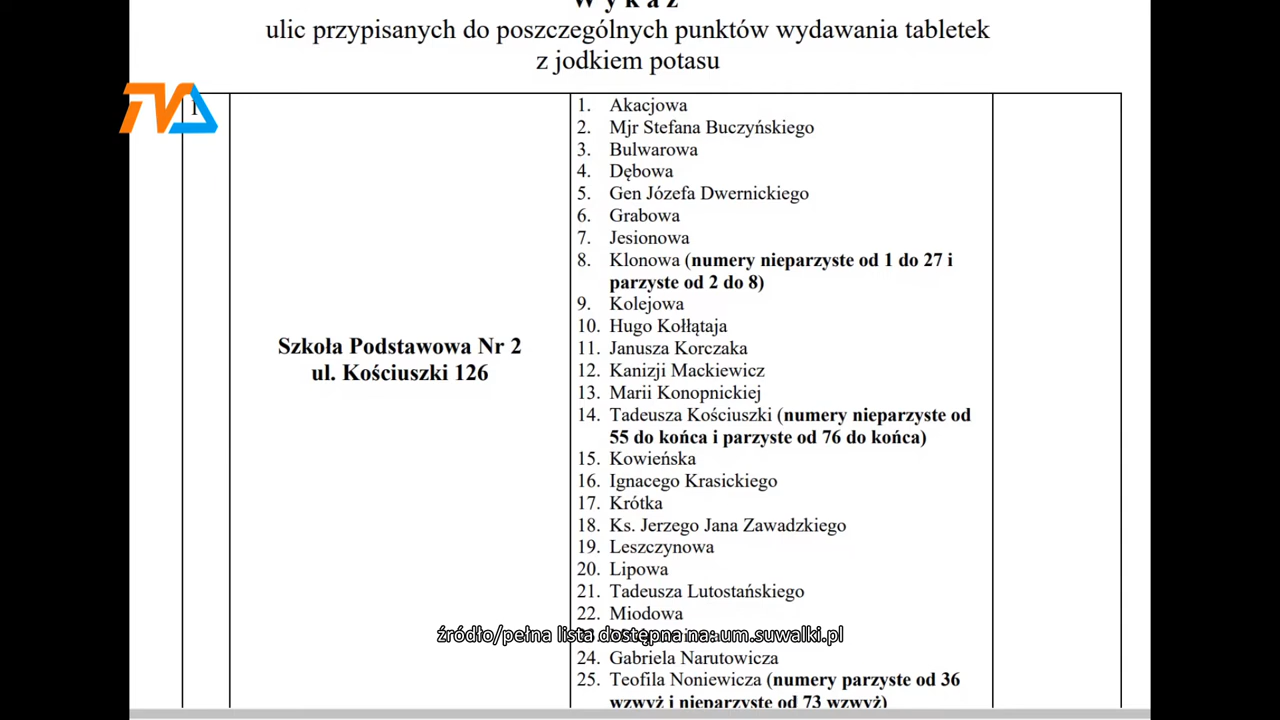 W y k a z
ulic przypisanych do poszczególnych punktów wydawania tabletek
z jodkiem potasu
TVA
1
Szkoła Podstawowa Nr 2
ul. Kościuszki 126
1. Akacjowa
2. Mjr Stefana Buczyńskiego
3. Bulwarowa
4. Dębowa
5. Gen Józefa Dwernickiego
6. Grabowa
7. Jesionowa
8. Klonowa (numery nieparzyste od 1 do 27 i
parzyste od 2 do 8)
9. Kolejowa
10. Hugo Kołłątaja
11. Janusza Korczaka
12. Kanizji Mackiewicz
13. Marii Konopnickiej
14. Tadeusza Kościuszki (numery nieparzyste od
55 do końca i parzyste od 76 do końca)
15. Kowieńska
16. Ignacego Krasickiego
17. Krótka
18. Ks. Jerzego Jana Zawadzkiego
19. Leszczynowa
20. Lipowa
21. Tadeusza Lutostańskiego
22. Miodowa
źródło/pełna lista dostępna na: um.suwalki.pl
24. Gabriela Narutowicza
25. Teofila Noniewicza (numery parzyste od 36
wzwyż i nieparzyste od 73 wzwyż)